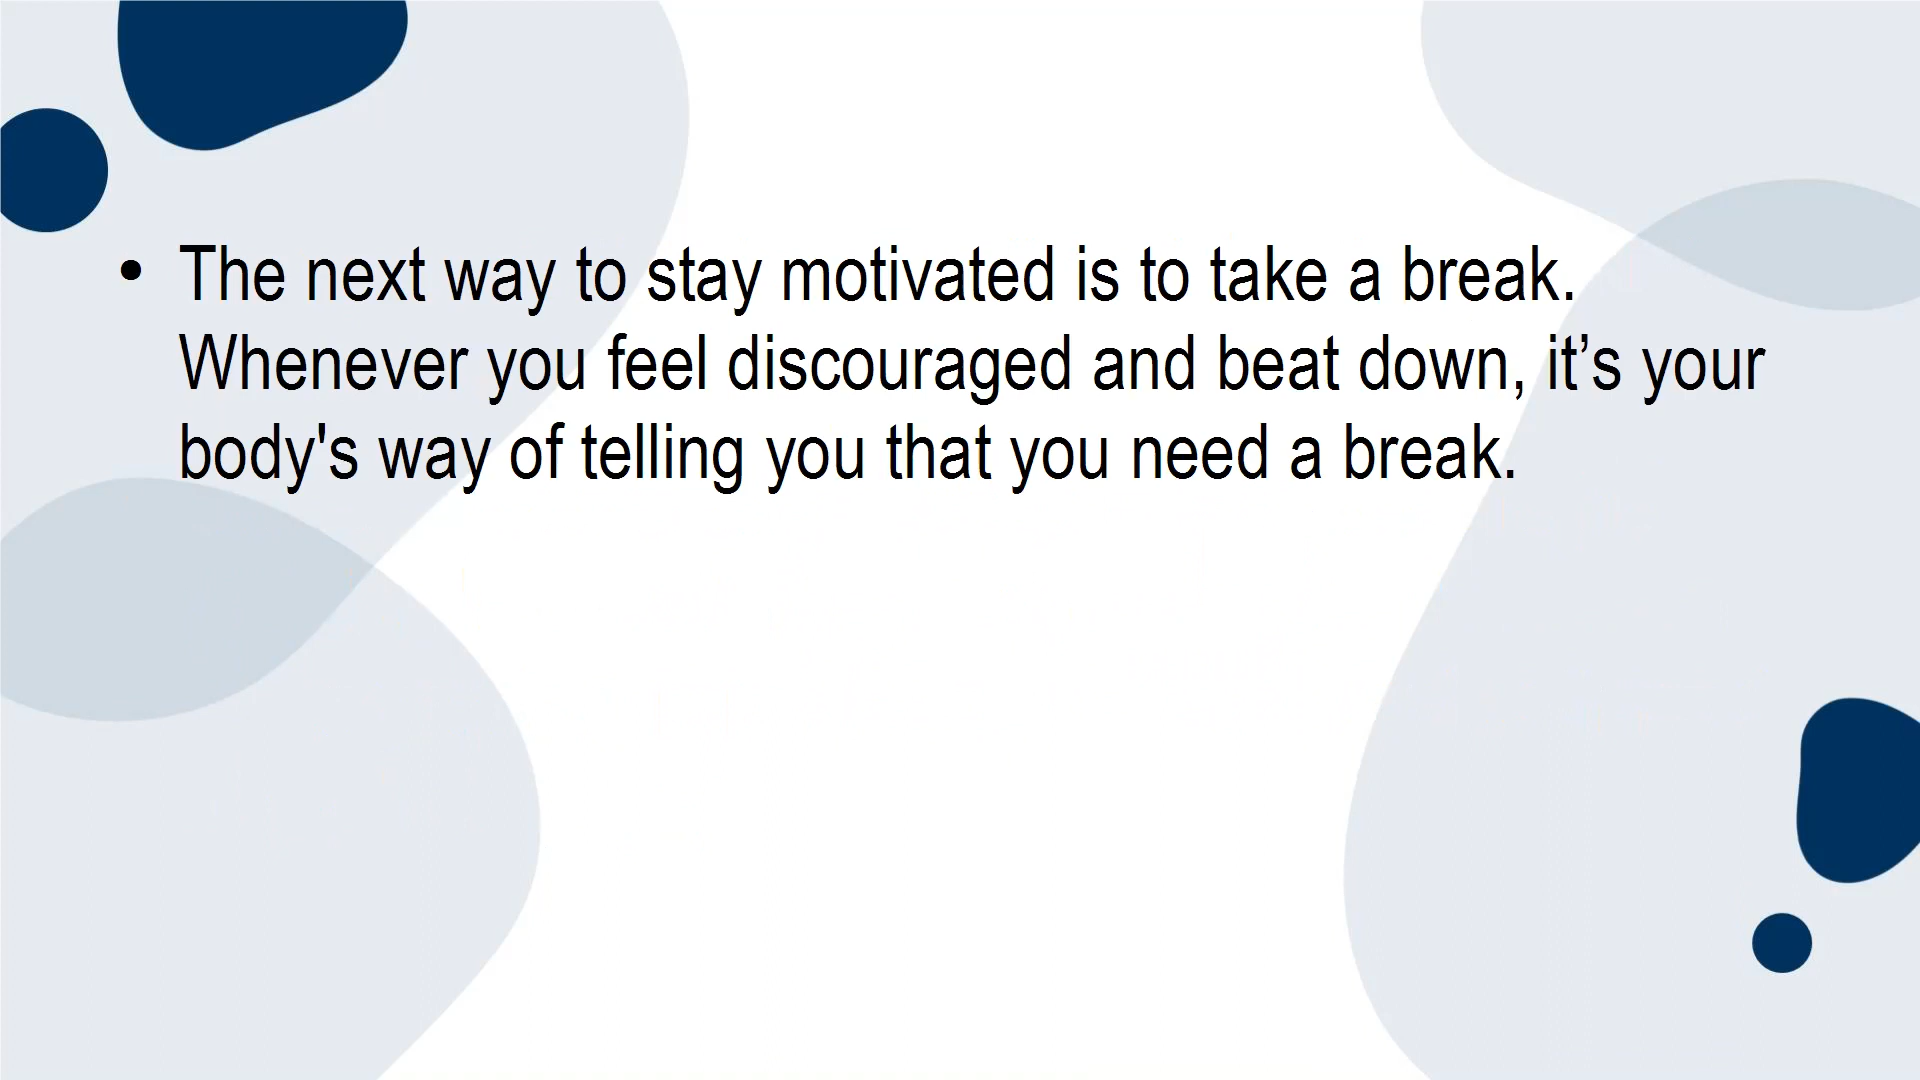 • The next way to stay motivated is to take a break.
Whenever you feel discouraged and beat down, it’s your
body's way of telling you that you need a break.